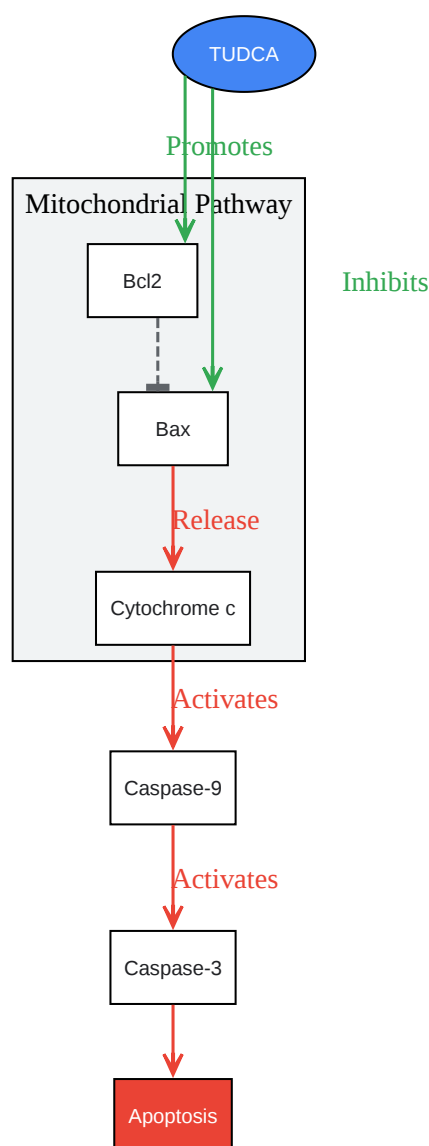 TUDCA
Promotes
Mitochondrial Pathway
Bcl2
Inhibits
Bax
Release
Cytochrome c
Activates
Caspase-9
Activates
Caspase-3
Apoptosis